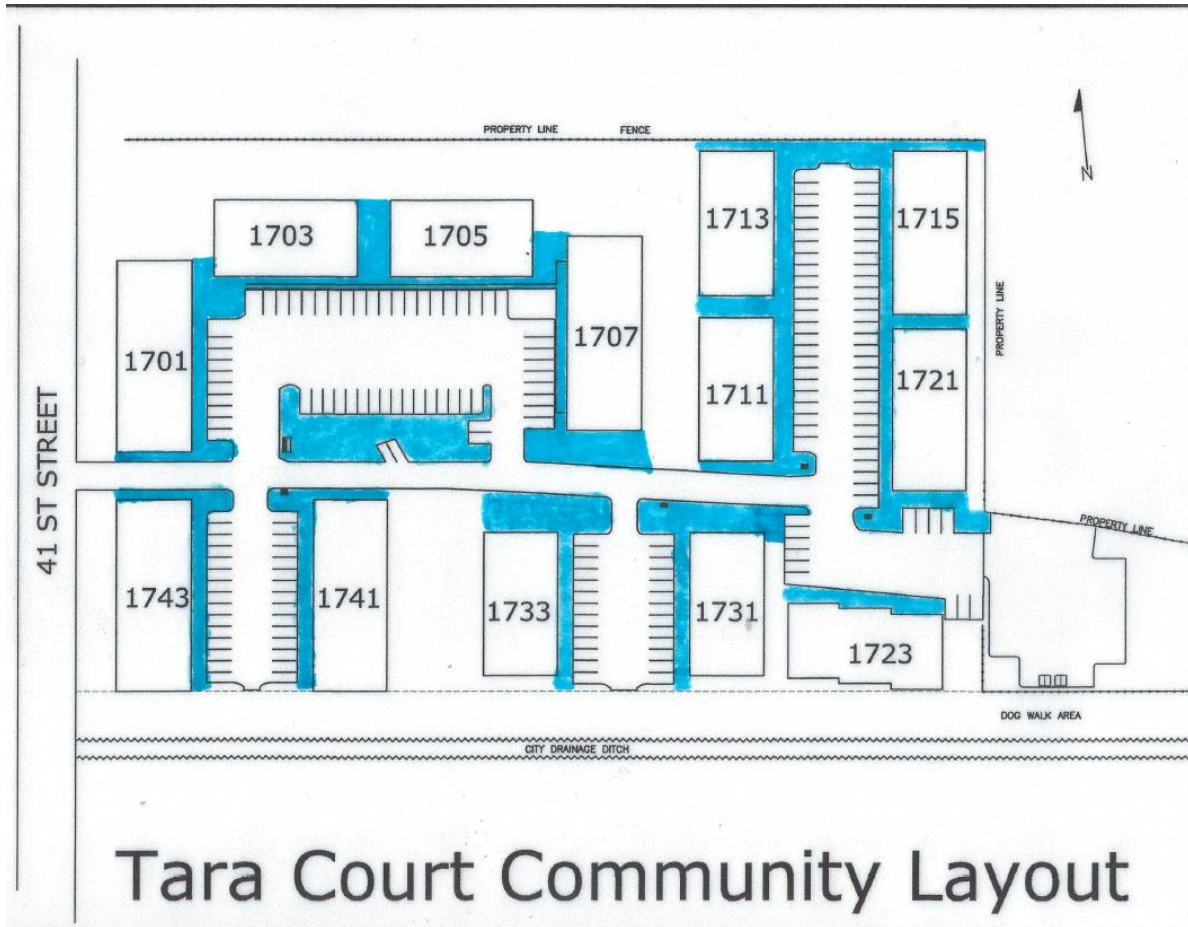 PROPERTY LINE FENCE
N
1713
1715
1703
1705
1707
1701
PROPERTY LINE
1711
1721
41 ST STREET
PROPERTY LINE
1743
1741
1733
1731
1723
DOG WALK AREA
CITY DRAINAGE DITCH
Tara Court Community Layout